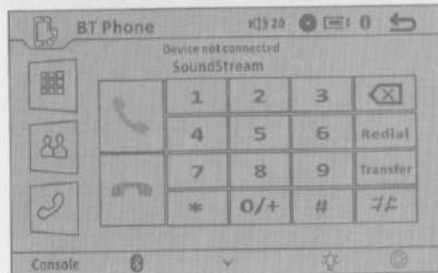 BT Phone 20
Device not connected
SoundStream
1 2 3
4 5 6 Redial
7 8 9 Transfer
* 0/+ #
Console